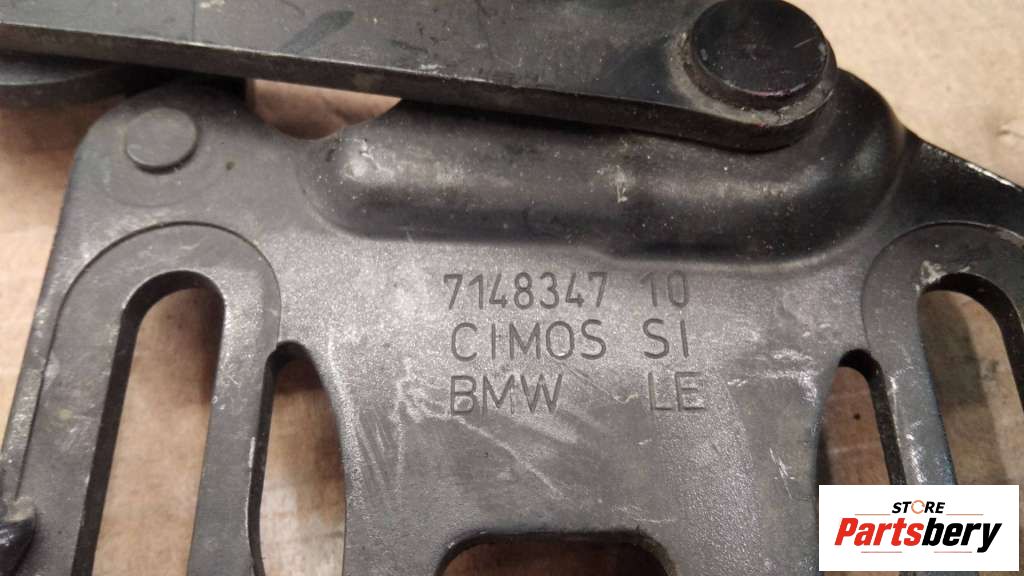 7148347 10
CIMOS SI
BMW LE
STORE
Partsbery